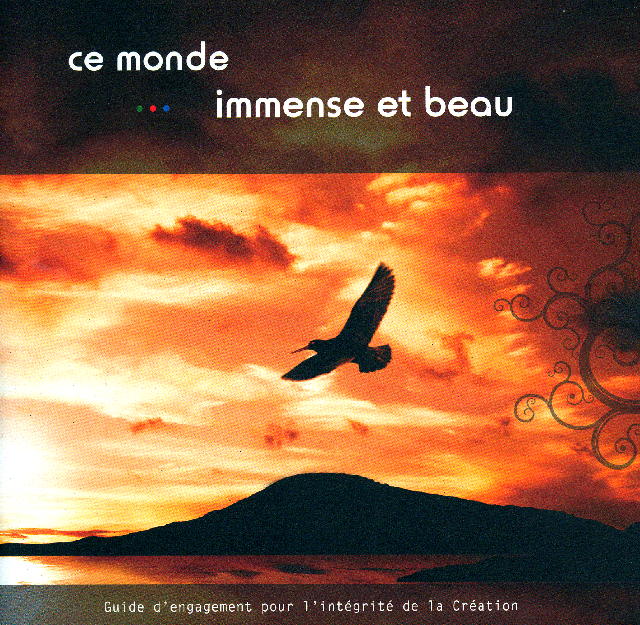 ce monde
immense et beau
Guide d'engagement pour l'intégrité de la Création